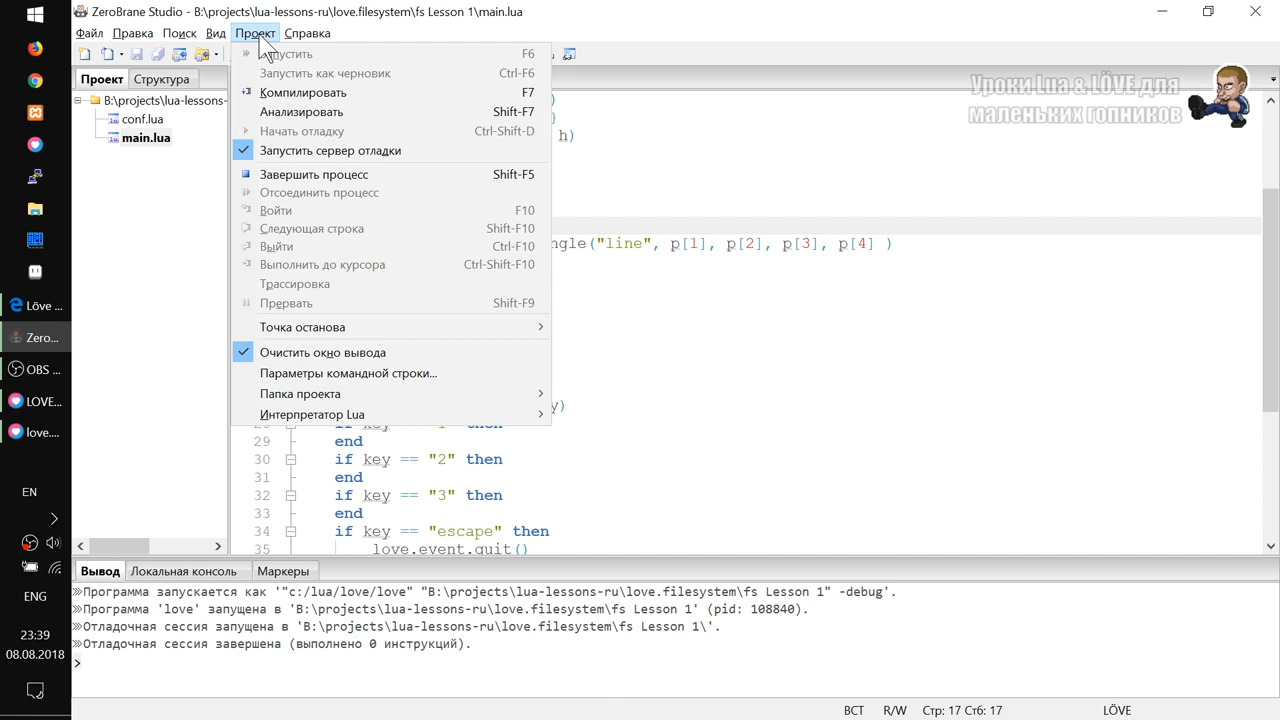 ZeroBrane Studio - B:\projects\lua-lessons-ru\love.filesystem\fs Lesson 1\main.lua
Файл Правка Поиск Вид Проект Справка
Проект Структура
B:\projects\lua-lessons-
conf.lua
main.lua
Запустить F6
Запустить как черновик Ctrl-F6
Компилировать F7
Анализировать Shift-F7
Начать отладку Ctrl-Shift-D
Запустить сервер отладки
Завершить процесс Shift-F5
Отсоединить процесс
Войти F10
Следующая строка Shift-F10
Выйти Ctrl-F10
Выполнить до курсора Ctrl-Shift-F10
Трассировка
Прервать Shift-F9
Точка останова
Очистить окно вывода
Параметры командной строки...
Папка проекта
Интерпретатор Lua
Уроки Lua & LÖVE для
маленьких гопников
)
}
h)
ngle("line", p[1], p[2], p[3], p[4] )
y)
29 end
30 if key == "2" then
31 end
32 if key == "3" then
33 end
34 if key == "escape" then
35 love.event.quit()
Löve ...
Zero...
OBS ...
LOVE...
love....
EN
ENG
23:39
08.08.2018
Вывод Локальная консоль Маркеры
Программа запускается как '"c:/lua/love/love" "B:\projects\lua-lessons-ru\love.filesystem\fs Lesson 1" -debug'.
Программа 'love' запущена в 'B:\projects\lua-lessons-ru\love.filesystem\fs Lesson 1' (pid: 108840).
Отладочная сессия запущена в 'B:\projects\lua-lessons-ru\love.filesystem\fs Lesson 1\'.
Отладочная сессия завершена (выполнено 0 инструкций).
>
ВСТ R/W Стр: 17 Стб: 17 LÖVE